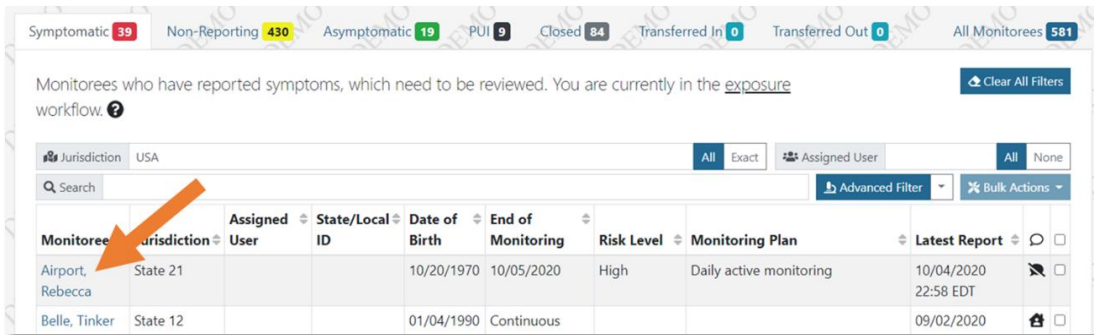 Symptomatic 39 Non-Reporting 430 Asymptomatic 19 PUI 9 Closed 84 Transferred In 0 Transferred Out 0 All Monitorees 581
Monitorees who have reported symptoms, which need to be reviewed. You are currently in the exposure
workflow. ?
Clear All Filters
Jurisdiction USA All Exact Assigned User All None
Search Advanced Filter Bulk Actions
Assigned State/Local Date of End of
Monitoree Jurisdiction User ID Birth Monitoring Risk Level Monitoring Plan Latest Report
Airport, State 21 10/20/1970 10/05/2020 High Daily active monitoring 10/04/2020
Rebecca 22:58 EDT
Belle, Tinker State 12 01/04/1990 Continuous 09/02/2020
DEMO